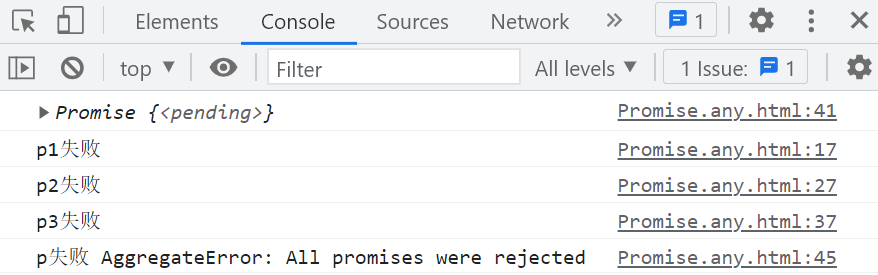 Elements Console Sources Network 1
top Filter All levels 1 Issue: 1
Promise {<pending>} Promise.any.html:41
p1失败 Promise.any.html:17
p2失败 Promise.any.html:27
p3失败 Promise.any.html:37
p失败 AggregateError: All promises were rejected Promise.any.html:45